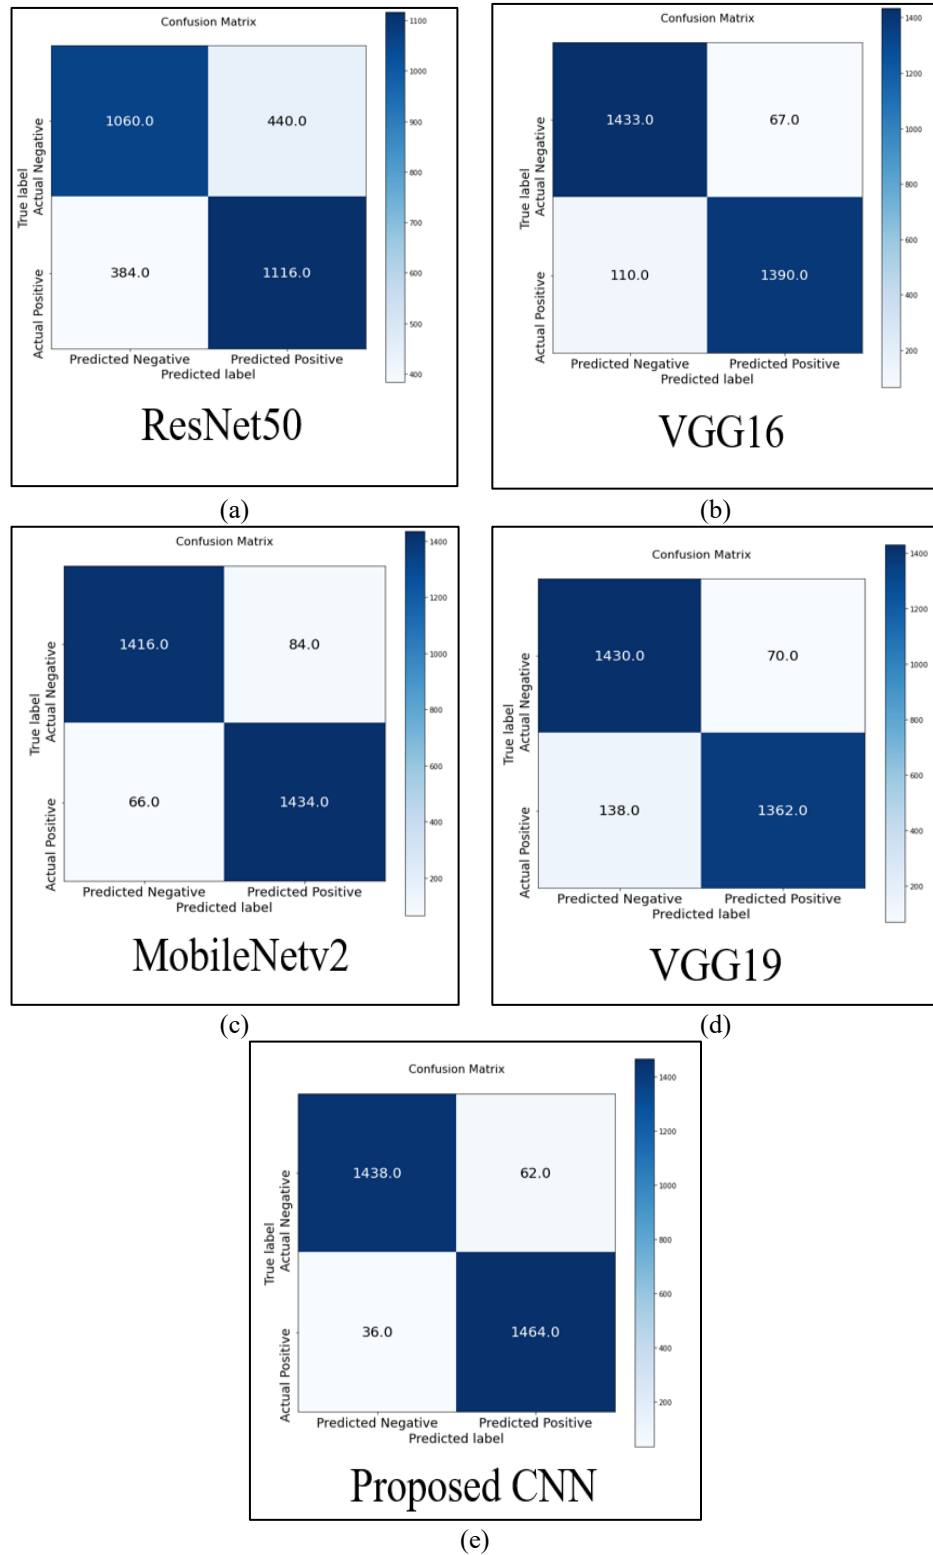 Confusion Matrix
1100
1000
900
800
700
600
500
400
True label
Actual Negative
Actual Positive
1060.0 440.0
384.0 1116.0
Predicted Negative Predicted Positive
Predicted label
ResNet50
(a)
Confusion Matrix
1400
1200
1000
800
600
400
200
True label
Actual Negative
Actual Positive
1433.0 67.0
110.0 1390.0
Predicted Negative Predicted Positive
Predicted label
VGG16
(b)
Confusion Matrix
1400
1200
1000
800
600
400
200
True label
Actual Negative
Actual Positive
1416.0 84.0
66.0 1434.0
Predicted Negative Predicted Positive
Predicted label
MobileNetv2
(c)
Confusion Matrix
1400
1200
1000
800
600
400
200
True label
Actual Negative
Actual Positive
1430.0 70.0
138.0 1362.0
Predicted Negative Predicted Positive
Predicted label
VGG19
(d)
Confusion Matrix
1400
1200
1000
800
600
400
200
True label
Actual Negative
Actual Positive
1438.0 62.0
36.0 1464.0
Predicted Negative Predicted Positive
Predicted label
Proposed CNN
(e)